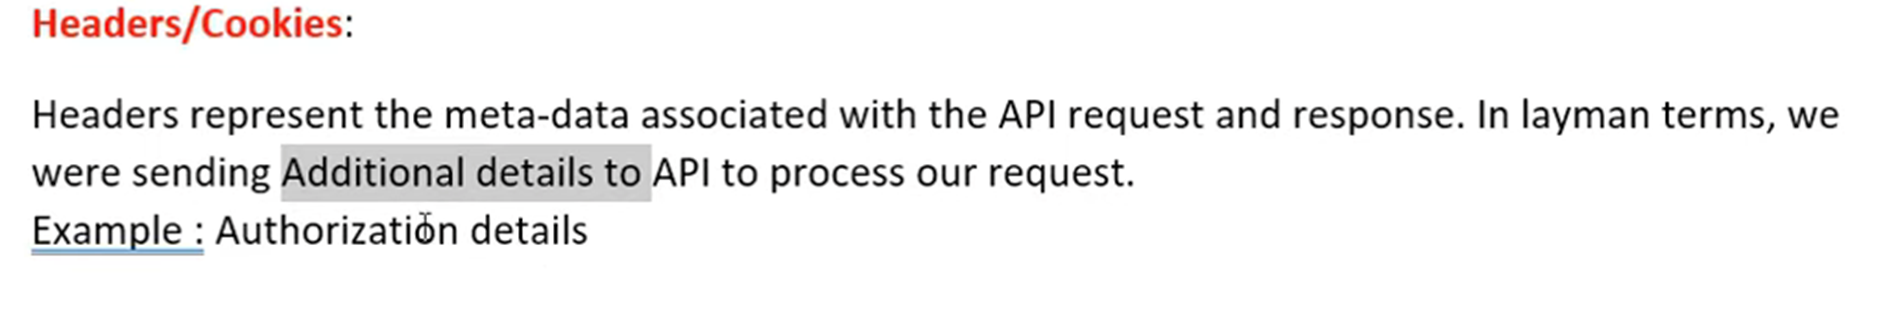 Headers/Cookies:
Headers represent the meta-data associated with the API request and response. In layman terms, we
were sending Additional details to API to process our request.
Example : Authorization details